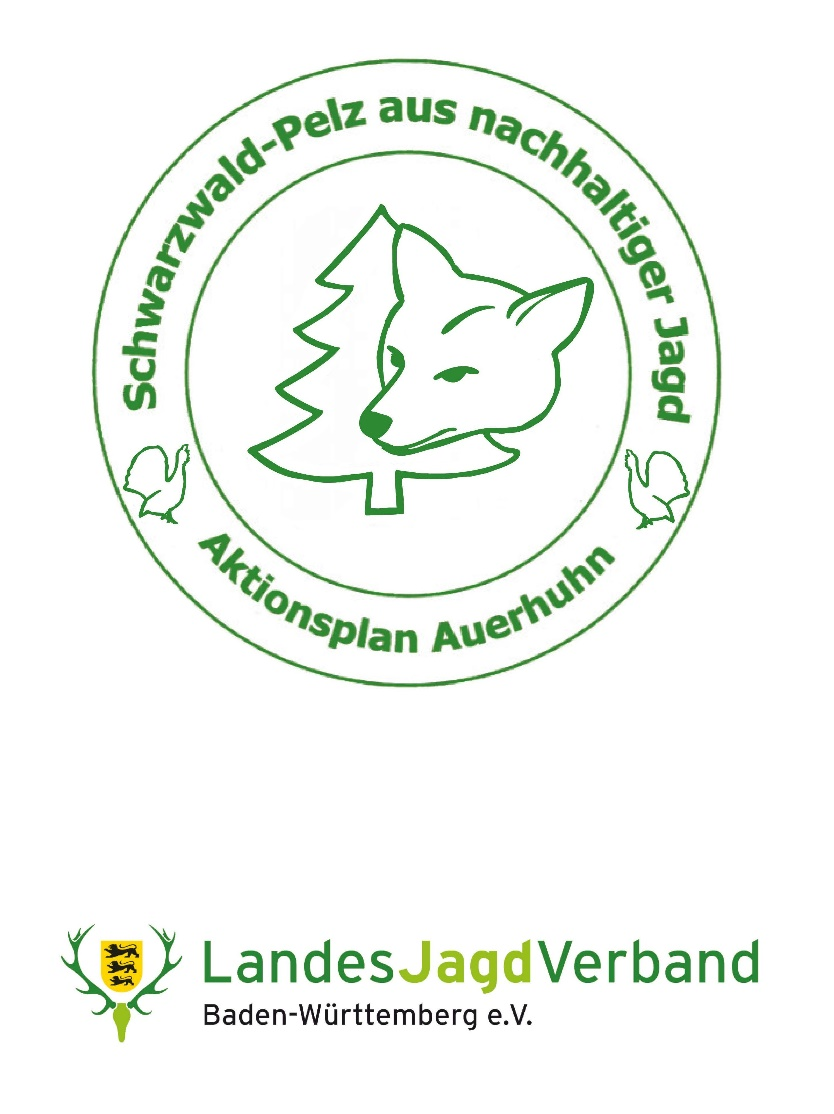 Schwarzwald-Pelz aus nachhaltiger Jagd
Aktionsplan Auerhuhn
LandesJagdVerband
Baden-Württemberg e.V.